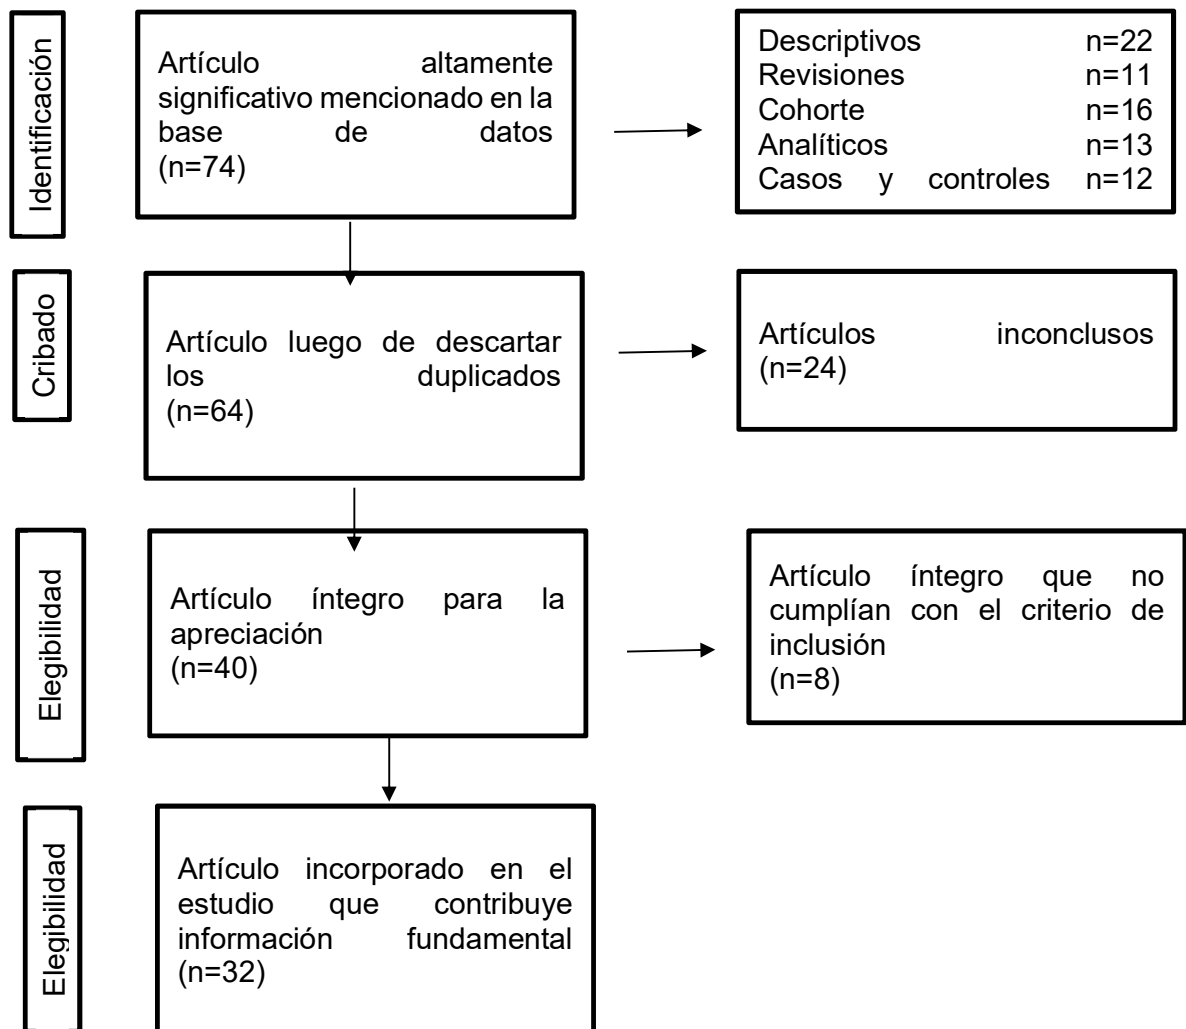 Identificación
Artículo altamente
significativo mencionado en la
base de datos
(n=74)
Descriptivos n=22
Revisiones n=11
Cohorte n=16
Analíticos n=13
Casos y controles n=12
Cribado
Artículo luego de descartar
los duplicados
(n=64)
Artículos inconclusos
(n=24)
Elegibilidad
Artículo íntegro para la
apreciación
(n=40)
Artículo íntegro que no
cumplían con el criterio de
inclusión
(n=8)
Elegibilidad
Artículo incorporado en el
estudio que contribuye
información fundamental
(n=32)